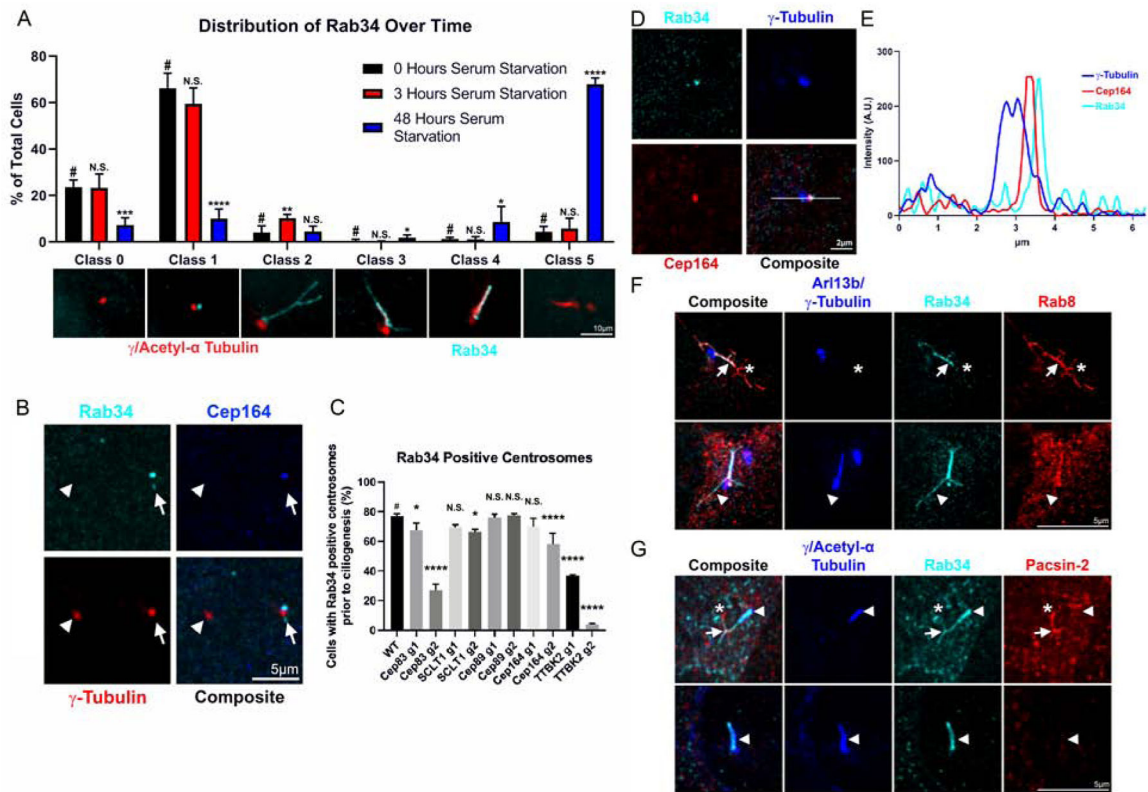 A
Distribution of Rab34 Over Time
% of Total Cells
80
60
40
20
0
0 Hours Serum Starvation
3 Hours Serum Starvation
48 Hours Serum
Starvation
# N.S. ***
# N.S. ****
# ** N.S.
# N.S. *
# N.S. *
# N.S. ****
Class 0 Class 1 Class 2 Class 3 Class 4 Class 5
10μm
γ/Acetyl-α Tubulin Rab34
B
Rab34 Cep164
5μm
γ-Tubulin Composite
C
Rab34 Positive Centrosomes
Cells with Rab34 positive centrosomes
prior to ciliogenesis (%)
100
80
60
40
20
0
# * **** N.S. * N.S. N.S. N.S. **** **** ****
WT
Cep83 g1
Cep83 g2
SCLT1 g1
SCLT1 g2
Cep89 g1
Cep89 g2
Cep164 g1
Cep164 g2
TTBK2 g1
TTBK2 g2
D
Rab34 γ-Tubulin
2μm
Cep164 Composite
E
Intensity (A.U.)
300
200
100
0
γ-Tubulin
Cep164
Rab34
0 2 4 6
μm
F
Composite
Arl13b/
γ-Tubulin
Rab34
Rab8
* * * *
5μm
G
Composite
γ/Acetyl-α
Tubulin
Rab34
Pacsin-2
* * *
5μm